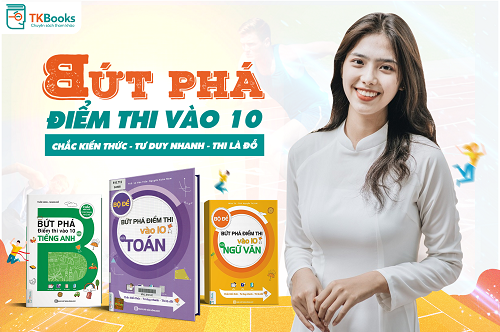 TKBooks
Chuyên sách tham khảo
BỨT PHÁ
ĐIỂM THI VÀO 10
CHẮC KIẾN THỨC - TƯ DUY NHANH - THI LÀ ĐỖ
BỨT PHÁ
Điểm thi vào 10
TIẾNG ANH
BỘ ĐỀ
BỨT PHÁ ĐIỂM THI
vào 10
TOÁN
BỘ ĐỀ
BỨT PHÁ ĐIỂM THI
vào 10
NGỮ VĂN